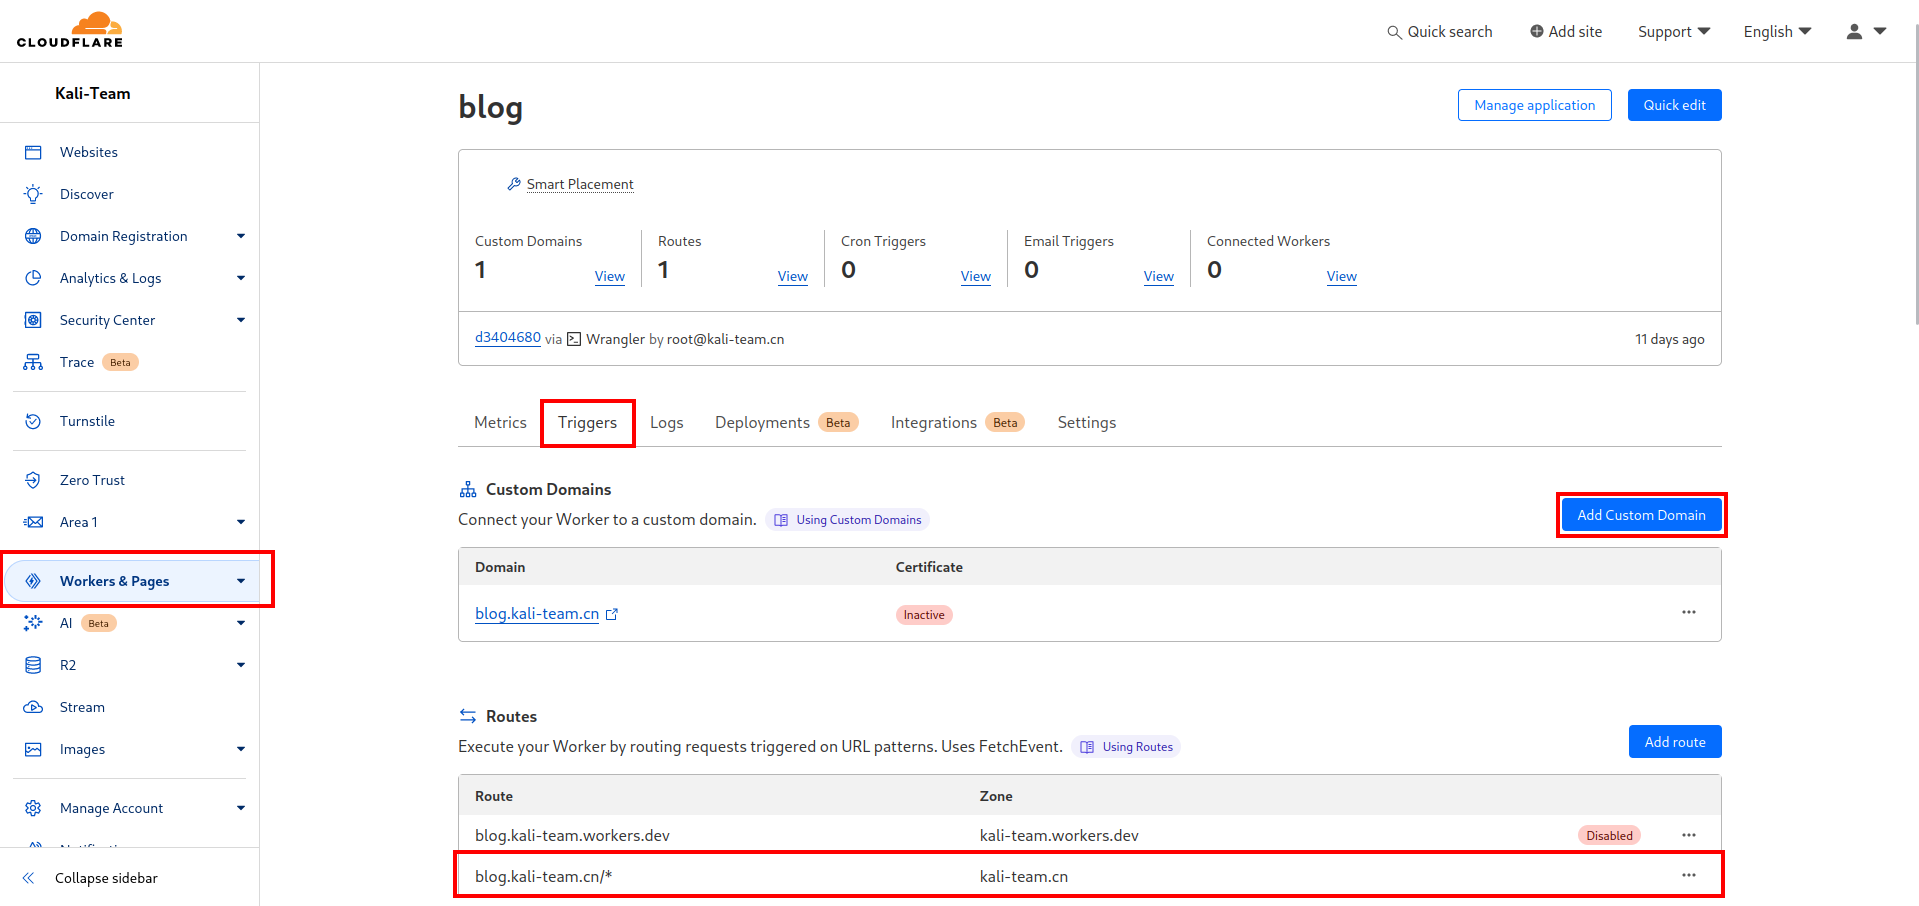 CLOUDFLARE
Quick search
Add site
Support
English
Kali-Team
Websites
Discover
Domain Registration
Analytics & Logs
Security Center
Trace Beta
Turnstile
Zero Trust
Area 1
Workers & Pages
AI Beta
R2
Stream
Images
Manage Account
Collapse sidebar
blog
Manage application
Quick edit
Smart Placement
Custom Domains
1 View
Routes
1 View
Cron Triggers
0 View
Email Triggers
0 View
Connected Workers
0 View
d3404680 via Wrangler by root@kali-team.cn
11 days ago
Metrics Triggers Logs Deployments Beta Integrations Beta Settings
Custom Domains
Connect your Worker to a custom domain. Using Custom Domains
Add Custom Domain
Domain Certificate
blog.kali-team.cn Inactive
Routes
Execute your Worker by routing requests triggered on URL patterns. Uses FetchEvent. Using Routes
Add route
Route Zone
blog.kali-team.workers.dev kali-team.workers.dev Disabled
blog.kali-team.cn/* kali-team.cn